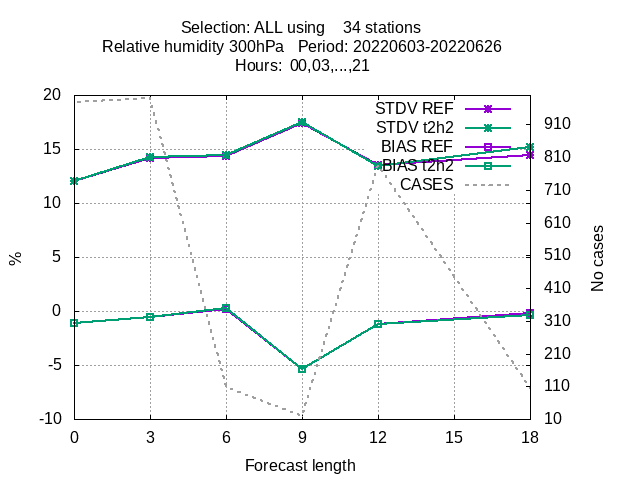 Selection: ALL using 34 stations
Relative humidity 300hPa Period: 20220603-20220626
Hours: 00,03,...,21
20
15
10
5
0
-5
-10
%
STDV REF
STDV t2h2
BIAS REF
BIAS t2h2
CASES
910
810
710
610
510
410
310
210
110
10
No cases
0 3 6 9 12 15 18
Forecast length